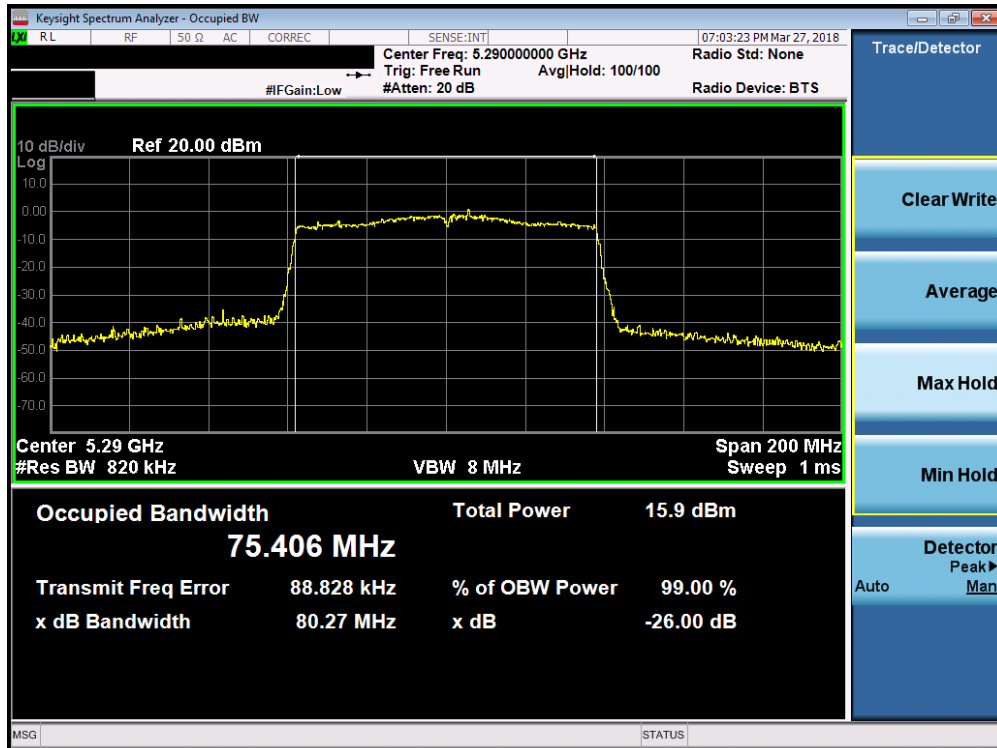 Keysight Spectrum Analyzer - Occupied BW
LXI RL RF 50 Ω AC CORREC SENSE:INT 07:03:23 PM Mar 27, 2018
Center Freq: 5.290000000 GHz Radio Std: None
Trig: Free Run Avg|Hold: 100/100
#IFGain:Low #Atten: 20 dB Radio Device: BTS
10 dB/div Ref 20.00 dBm
Log
10.0
0.00
-10.0
-20.0
-30.0
-40.0
-50.0
-60.0
-70.0
Center 5.29 GHz Span 200 MHz
#Res BW 820 kHz VBW 8 MHz Sweep 1 ms
Occupied Bandwidth Total Power 15.9 dBm
75.406 MHz
Transmit Freq Error 88.828 kHz % of OBW Power 99.00 %
x dB Bandwidth 80.27 MHz x dB -26.00 dB
MSG STATUS
Trace/Detector
Clear Write
Average
Max Hold
Min Hold
Detector
Peak▶
Auto Man